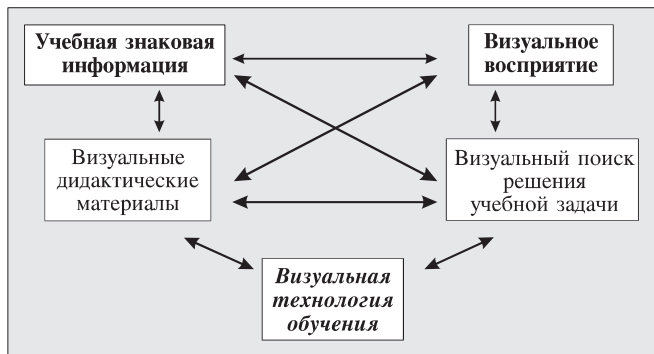 Учебная знаковая
информация
Визуальное
восприятие
Визуальные
дидактические
материалы
Визуальный поиск
решения
учебной задачи
Визуальная
технология
обучения